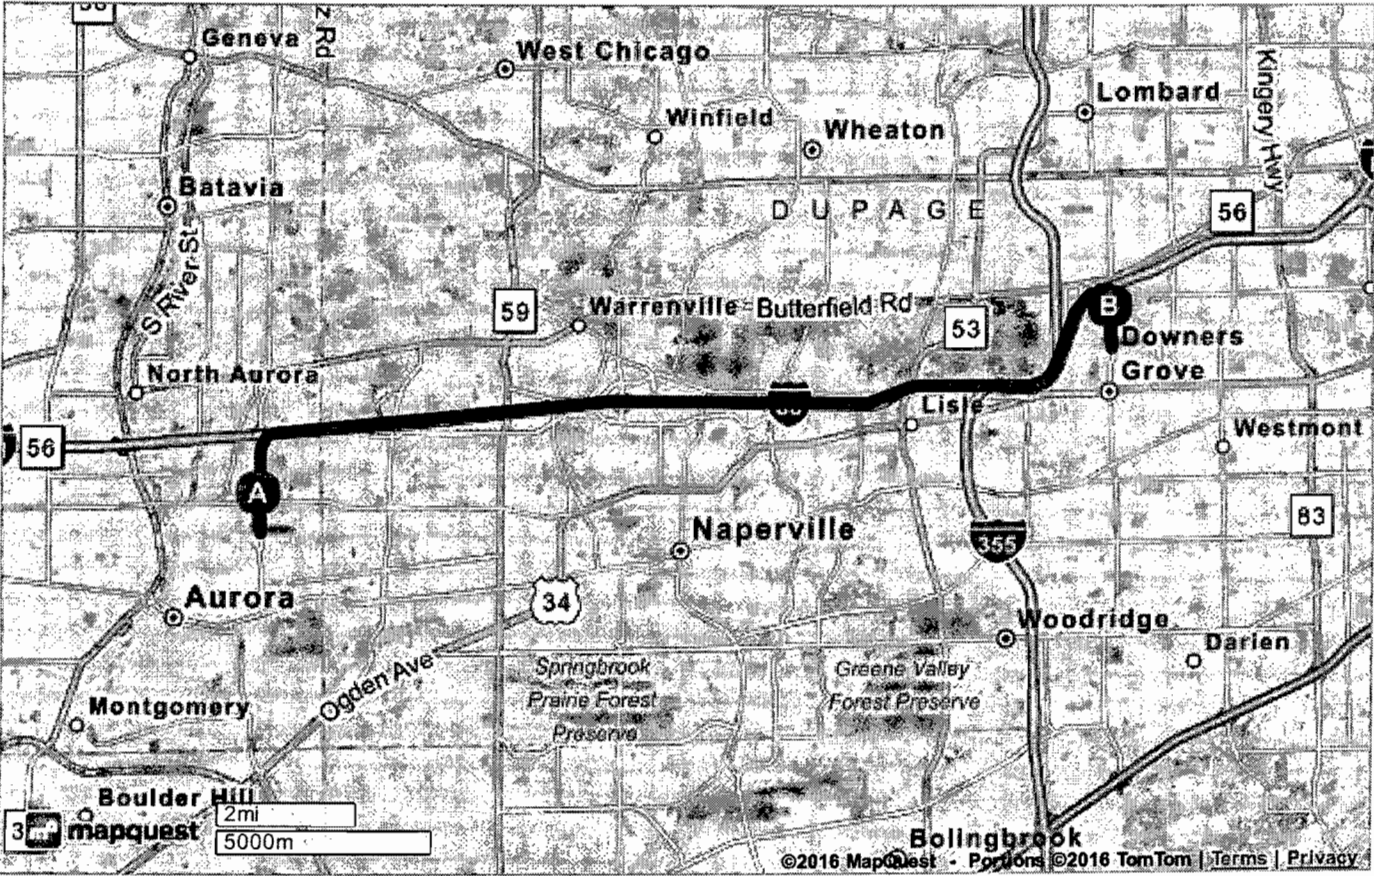 Geneva
Rd
West Chicago
Lombard
Kingery Hwy
Winfield
Wheaton
Batavia
DUPAGE
56
S River St
59
Warrenville
Butterfield Rd
53
B
Downers
Grove
North Aurora
Lisle
56
Westmont
A
83
Naperville
355
Aurora
34
Woodridge
Darien
Ogden Ave
Springbrook
Prairie Forest
Preserve
Greene Valley
Forest Preserve
Montgomery
Boulder Hill
2mi
mapquest
5000m
Bolingbrook
©2016 MapQuest - Portions ©2016 TomTom | Terms | Privacy